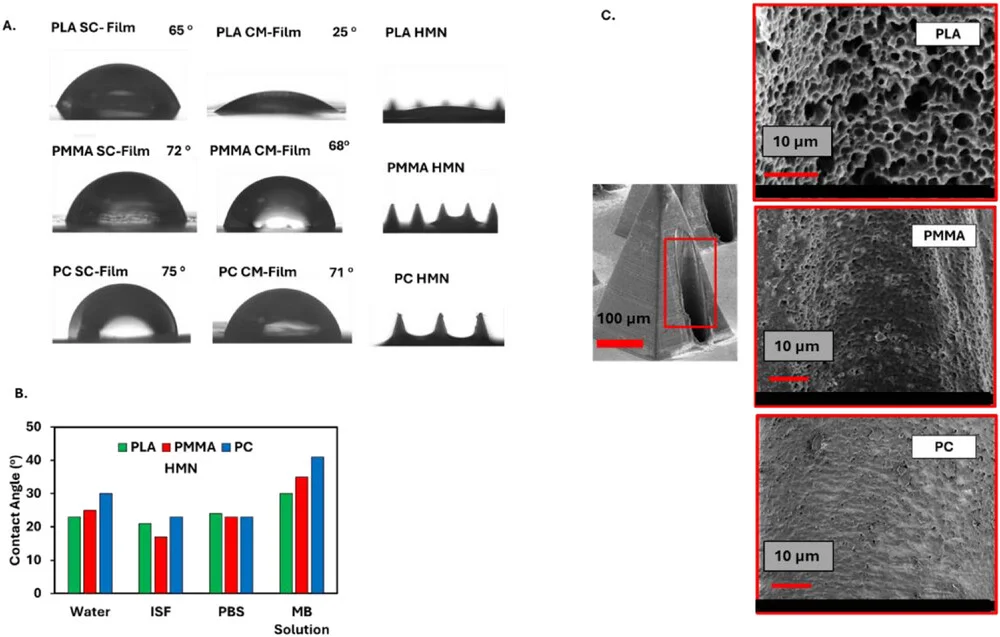 A.
PLA SC- Film 65 º
PLA CM-Film 25 º
PLA HMN
PMMA SC-Film 72 º
PMMA CM-Film 68º
PMMA HMN
PC SC-Film 75 º
PC CM-Film 71 º
PC HMN
B.
50
40
30
20
10
0
Contact Angle (º)
PLA PMMA PC
HMN
Water ISF PBS MB
Solution
C.
100 µm
PLA
10 µm
PMMA
10 µm
PC
10 µm